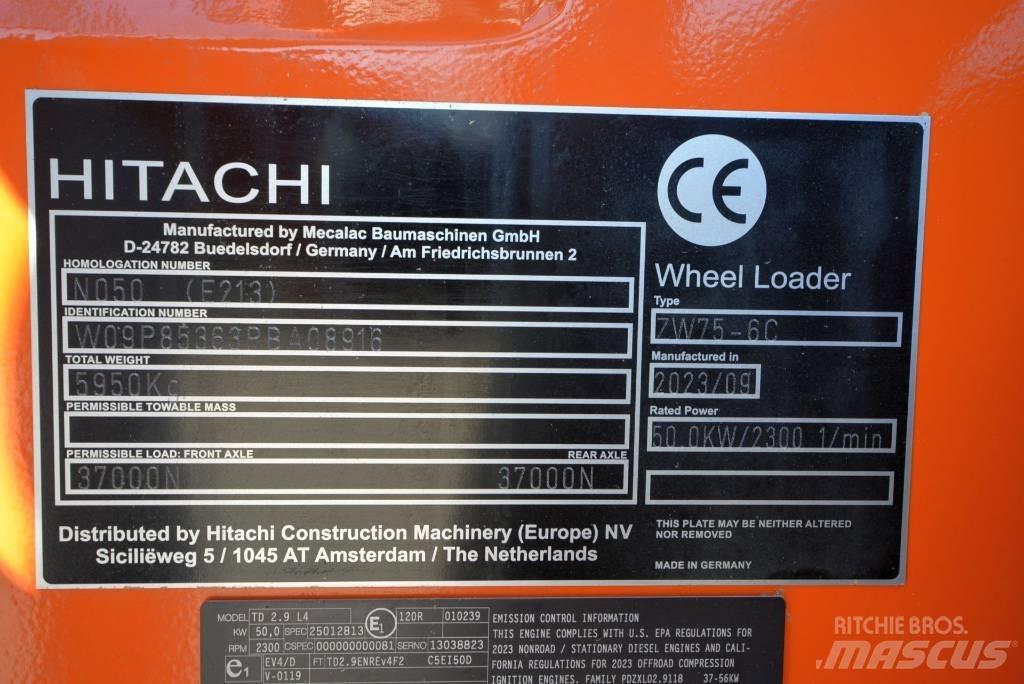 HITACHI
CE
Manufactured by Mecalac Baumaschinen GmbH
D-24782 Buedelsdorf / Germany / Am Friedrichsbrunnen 2
HOMOLOGATION NUMBER
N050 (E213)
IDENTIFICATION NUMBER
W09P85363PBA08916
TOTAL WEIGHT
5950Kg
PERMISSIBLE TOWABLE MASS
PERMISSIBLE LOAD: FRONT AXLE REAR AXLE
37000N 37000N
Wheel Loader
Type
ZW75-6C
Manufactured in
2023/09
Rated Power
50.0KW/2300 1/min
THIS PLATE MAY BE NEITHER ALTERED
NOR REMOVED
MADE IN GERMANY
Distributed by Hitachi Construction Machinery (Europe) NV
Siciliëweg 5 / 1045 AT Amsterdam / The Netherlands
MODEL TD 2.9 L4 E1 120R 010239
KW 50,0 SPEC 25012813
RPM 2300 CSPEC 000000000081 SERNO 13038823
e1 EV4/D FT TD2.9ENREv4F2 C5EI50D
V-0119
EMISSION CONTROL INFORMATION
THIS ENGINE COMPLIES WITH U.S. EPA REGULATIONS FOR
2023 NONROAD / STATIONARY DIESEL ENGINES AND CALI-
FORNIA REGULATIONS FOR 2023 OFFROAD COMPRESSION
IGNITION ENGINES. FAMILY PDZXL02.9118 37-56KW
RITCHIE BROS.
MASCUS